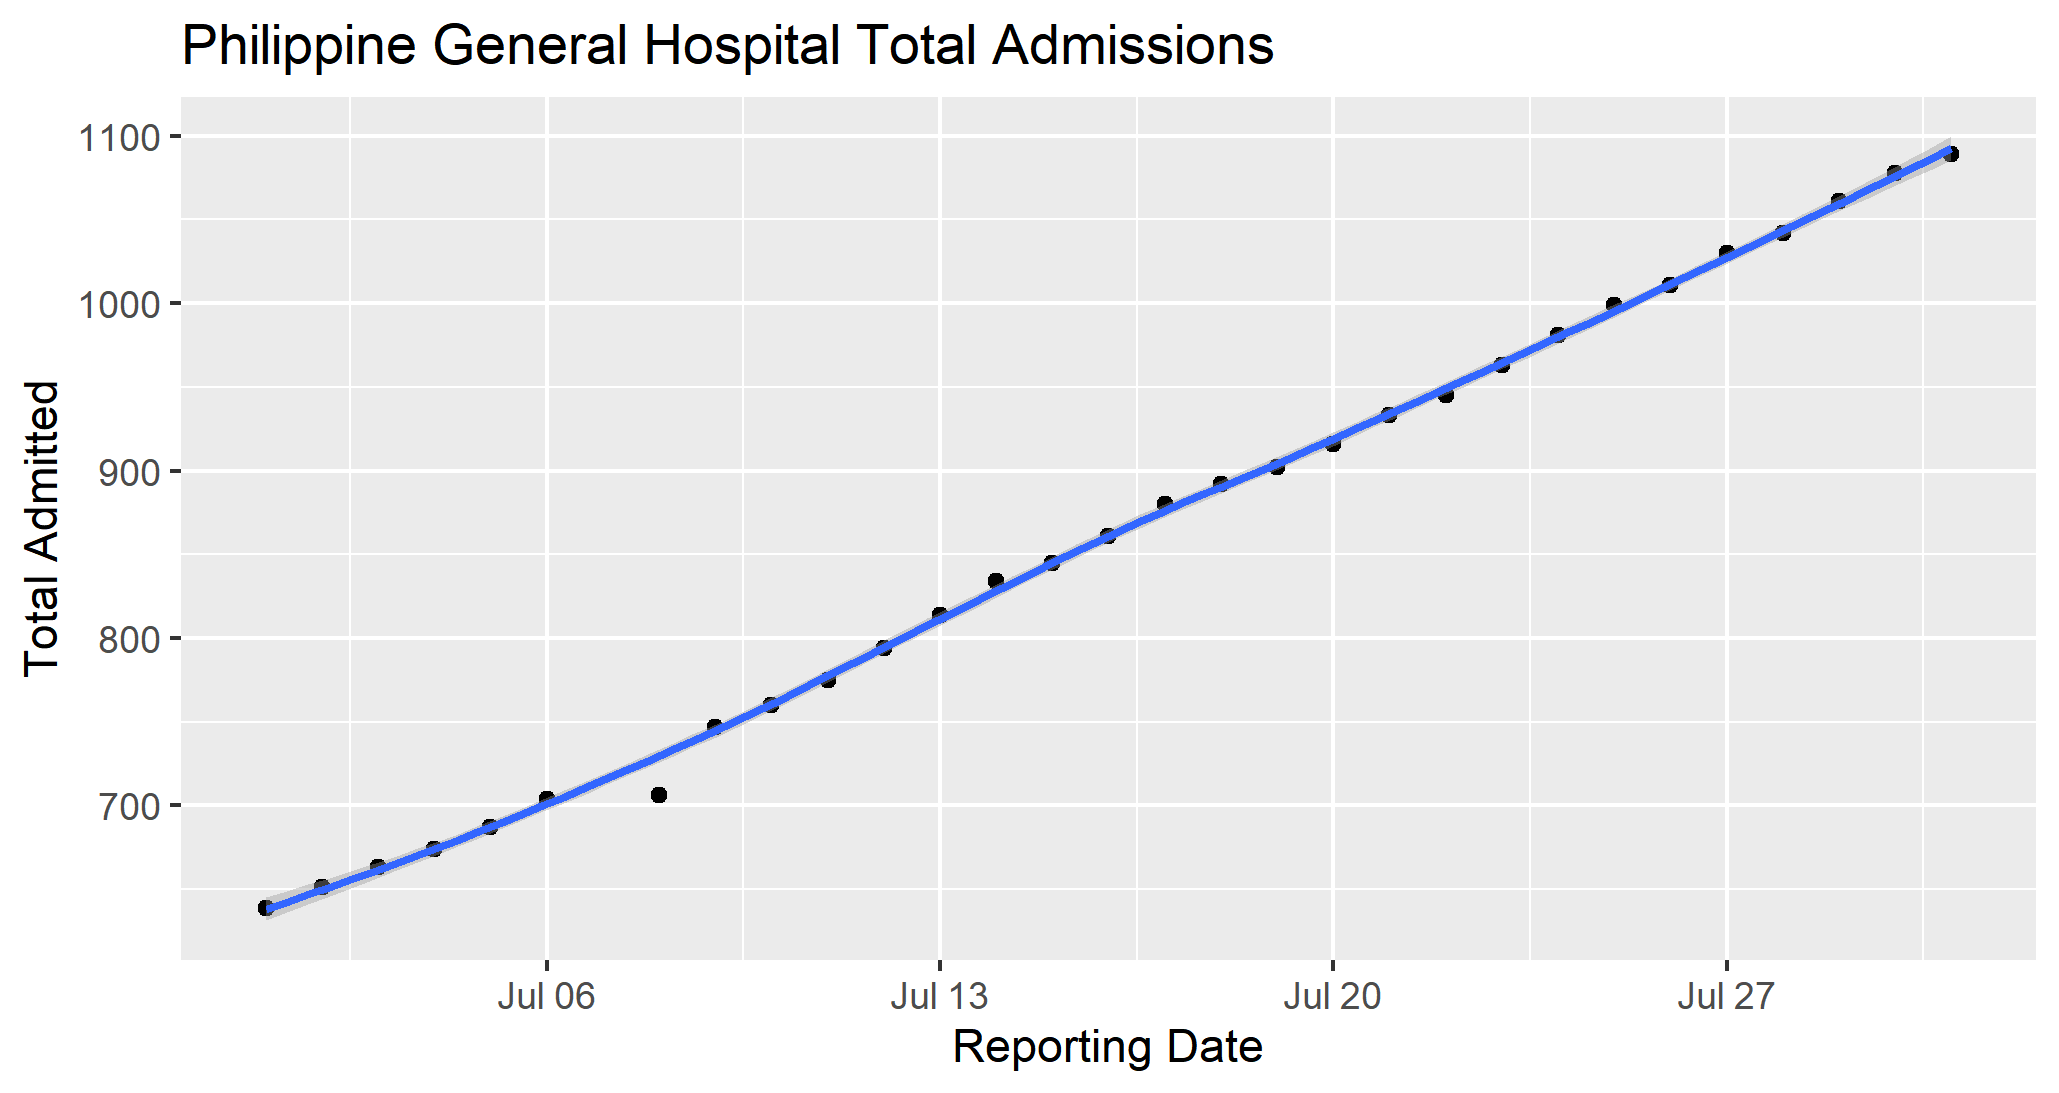 Philippine General Hospital Total Admissions
Total Admitted
1100
1000
900
800
700
Jul 06
Jul 13
Jul 20
Jul 27
Reporting Date